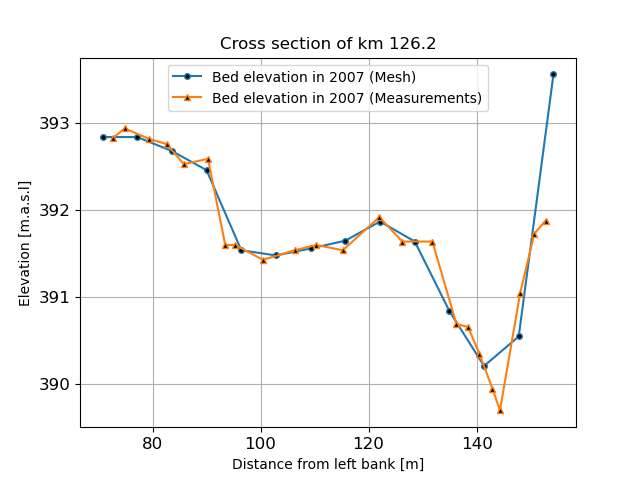 Cross section of km 126.2
Bed elevation in 2007 (Mesh)
Bed elevation in 2007 (Measurements)
393
392
391
390
Elevation [m.a.s.l]
80 100 120 140
Distance from left bank [m]